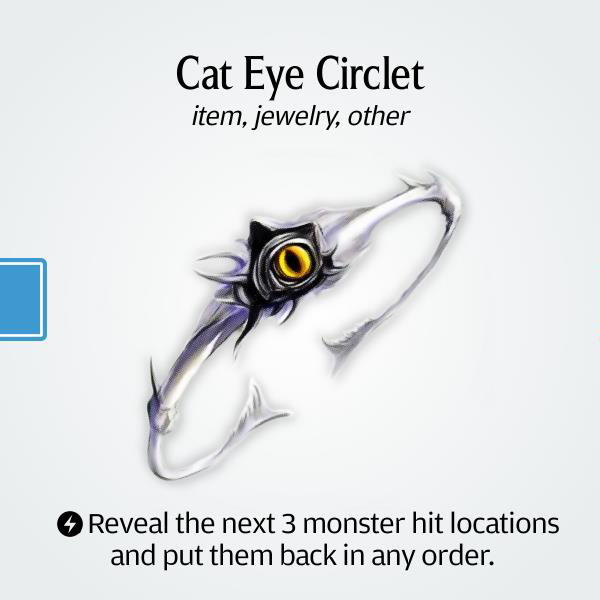 Cat Eye Circlet
item, jewelry, other
Reveal the next 3 monster hit locations
and put them back in any order.